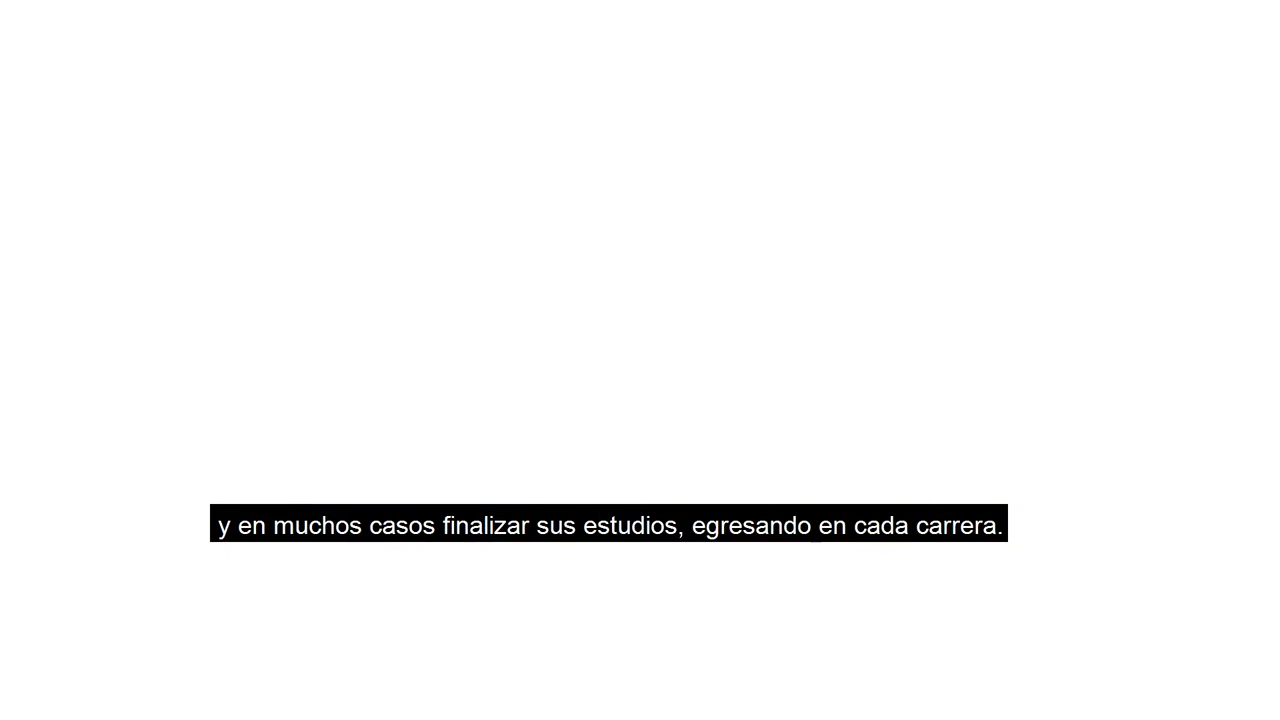 y en muchos casos finalizar sus estudios, egresando en cada carrera.